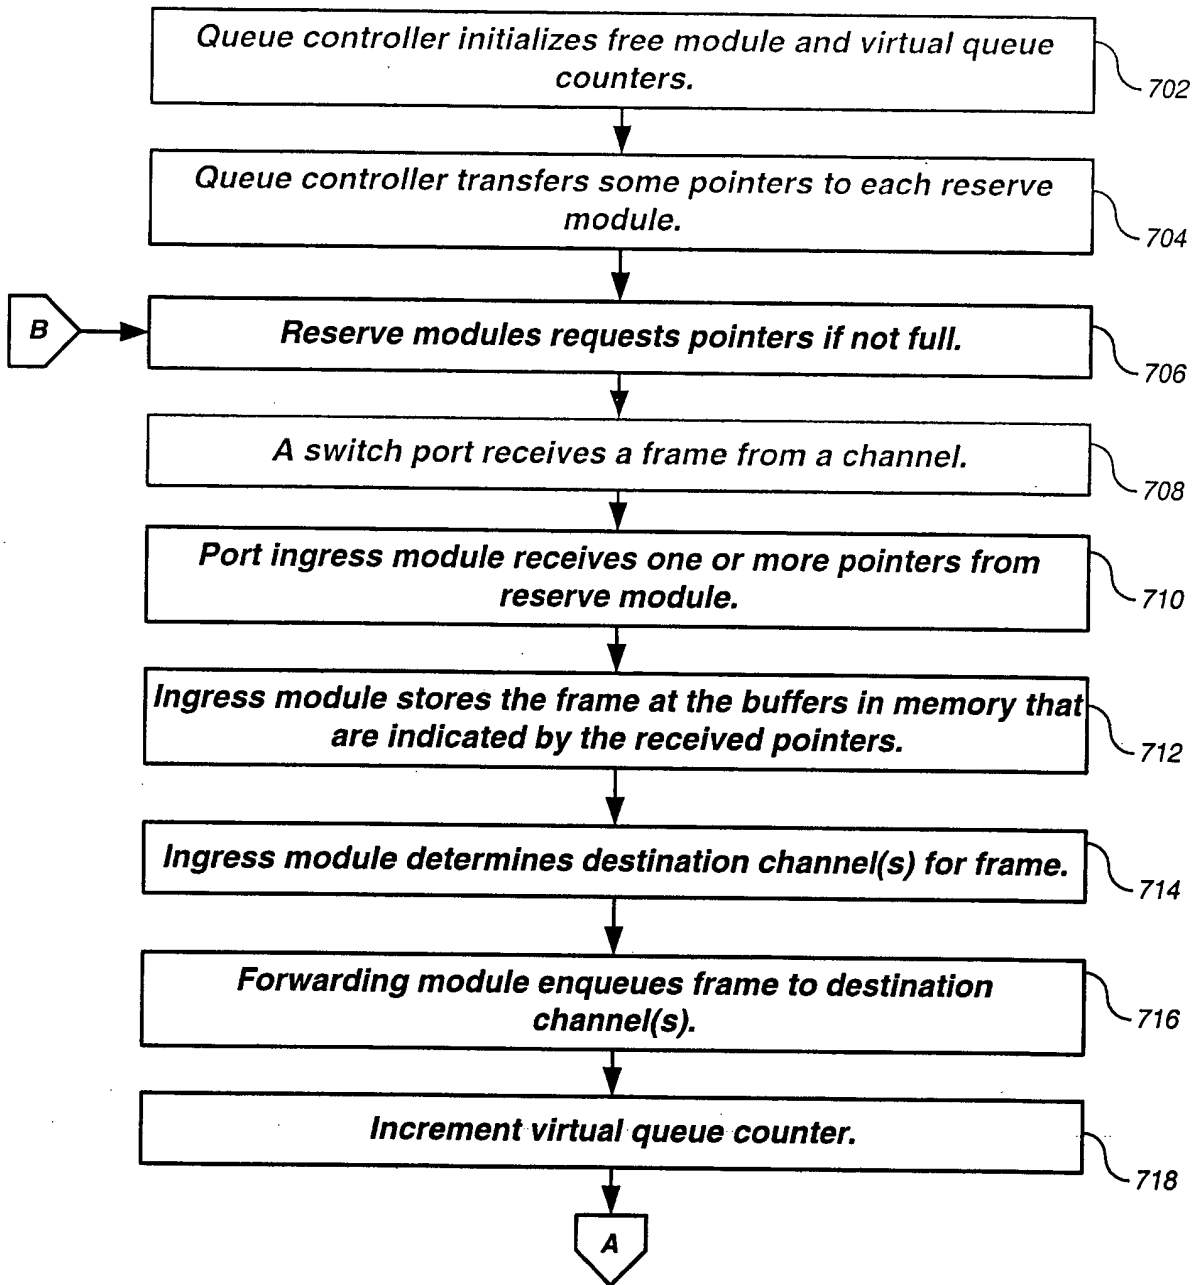 Queue controller initializes free module and virtual queue
counters.
702
Queue controller transfers some pointers to each reserve
module.
704
B
Reserve modules requests pointers if not full.
706
A switch port receives a frame from a channel.
708
Port ingress module receives one or more pointers from
reserve module.
710
Ingress module stores the frame at the buffers in memory that
are indicated by the received pointers.
712
Ingress module determines destination channel(s) for frame.
714
Forwarding module enqueues frame to destination
channel(s).
716
Increment virtual queue counter.
718
A